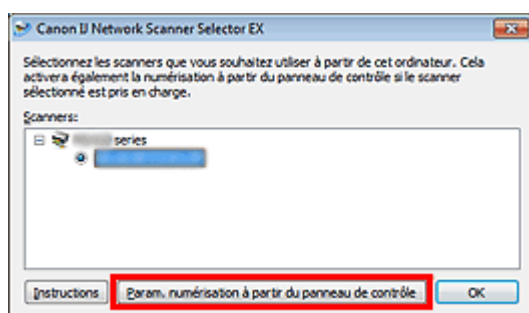 Canon IJ Network Scanner Selector EX
Sélectionnez les scanners que vous souhaitez utiliser à partir de cet ordinateur. Cela
activera également la numérisation à partir du panneau de contrôle si le scanner
sélectionné est pris en charge.
Scanners:
series
Instructions
Param. numérisation à partir du panneau de contrôle
OK